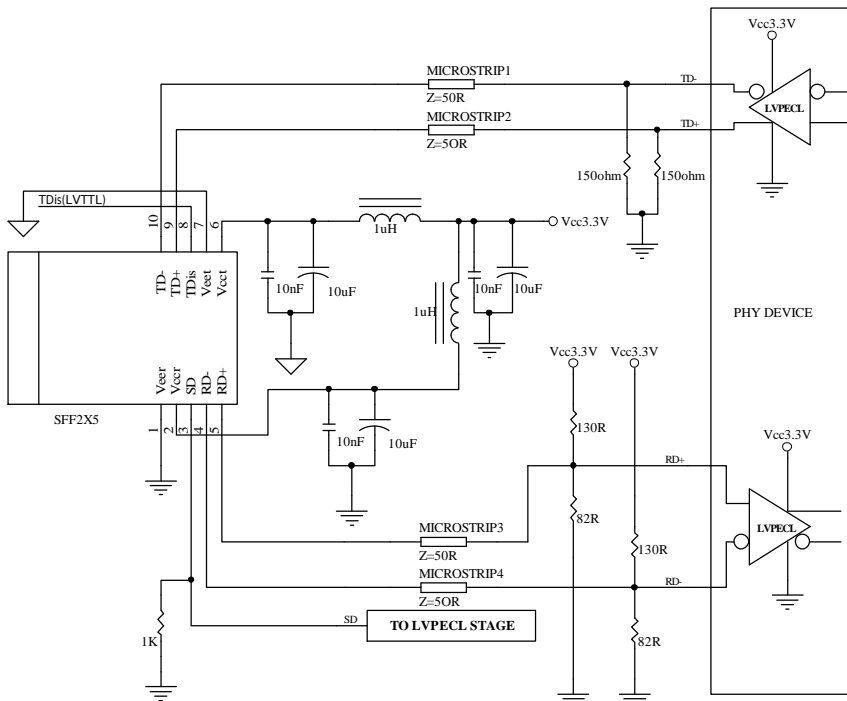 Vcc3.3V
MICROSTRIP1
TD-
Z=50R
LVPECL
MICROSTRIP2
TD+
Z=5OR
150ohm
150ohm
TDis(LVTTL)
10
9
8
7
6
1uH
Vcc3.3V
TD-
TD+
TDis
Veet
Vcct
10nF
10uF
10nF
10uF
1uH
PHY DEVICE
Veer
Vccr
SD
RD-
RD+
Vcc3.3V
Vcc3.3V
SFF2X5
1
2
3
4
5
10nF
10uF
130R
Vcc3.3V
RD+
82R
MICROSTRIP3
Z=50R
LVPECL
130R
MICROSTRIP4
RD-
Z=5OR
1K
SD
TO LVPECL STAGE
82R